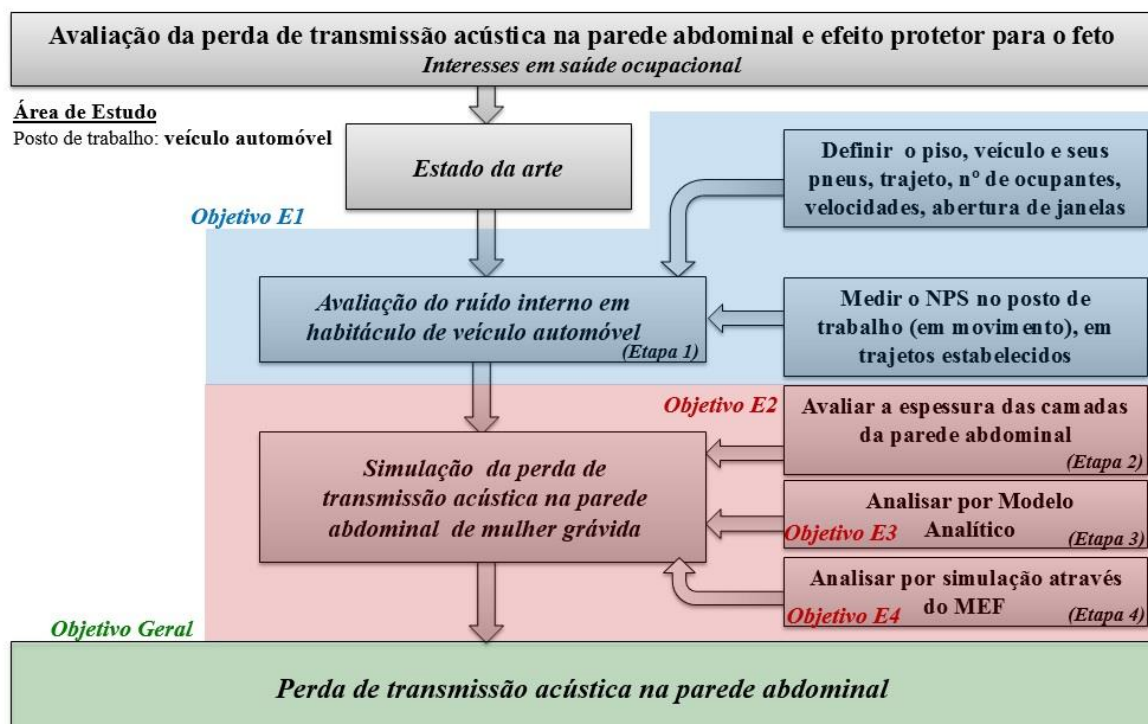 Avaliação da perda de transmissão acústica na parede abdominal e efeito protetor para o feto
Interesses em saúde ocupacional
Área de Estudo
Posto de trabalho: veículo automóvel
Estado da arte
Definir o piso, veículo e seus
pneus, trajeto, nº de ocupantes,
velocidades, abertura de janelas
Objetivo E1
Avaliação do ruído interno em
habitáculo de veículo automóvel
(Etapa 1)
Medir o NPS no posto de
trabalho (em movimento), em
trajetos estabelecidos
Objetivo E2
Avaliar a espessura das camadas
da parede abdominal
(Etapa 2)
Simulação da perda de
transmissão acústica na parede
abdominal de mulher grávida
Analisar por Modelo
Analítico
Objetivo E3
(Etapa 3)
Analisar por simulação através
do MEF
Objetivo E4
(Etapa 4)
Objetivo Geral
Perda de transmissão acústica na parede abdominal